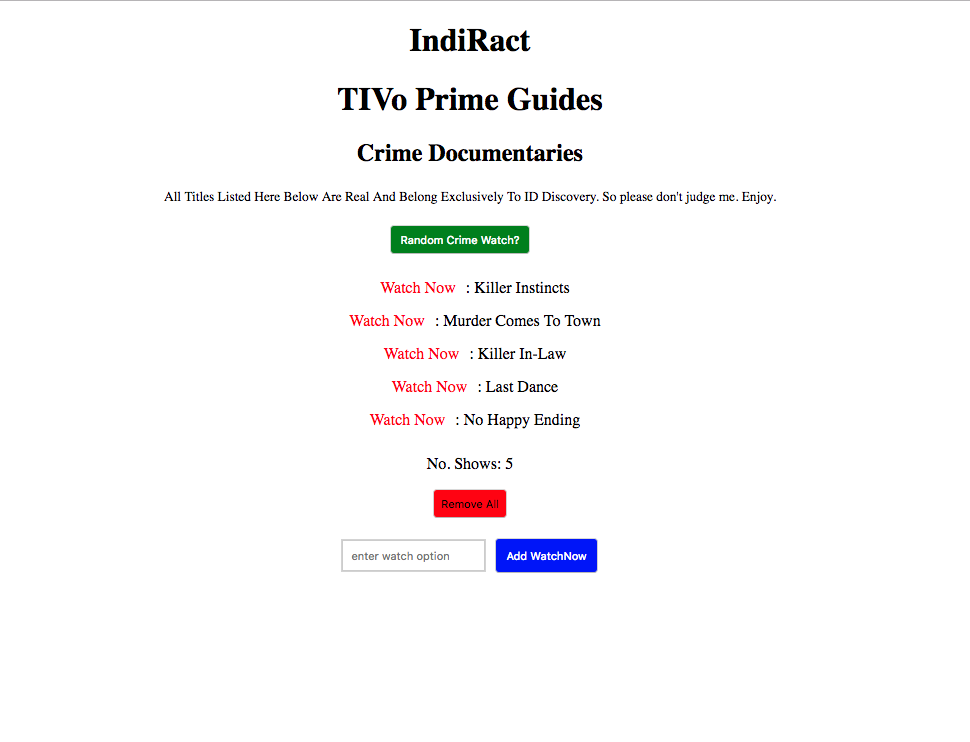 IndiRact
TIVo Prime Guides
Crime Documentaries
All Titles Listed Here Below Are Real And Belong Exclusively To ID Discovery. So please don't judge me. Enjoy.
Random Crime Watch?
Watch Now : Killer Instincts
Watch Now : Murder Comes To Town
Watch Now : Killer In-Law
Watch Now : Last Dance
Watch Now : No Happy Ending
No. Shows: 5
Remove All
enter watch option Add WatchNow